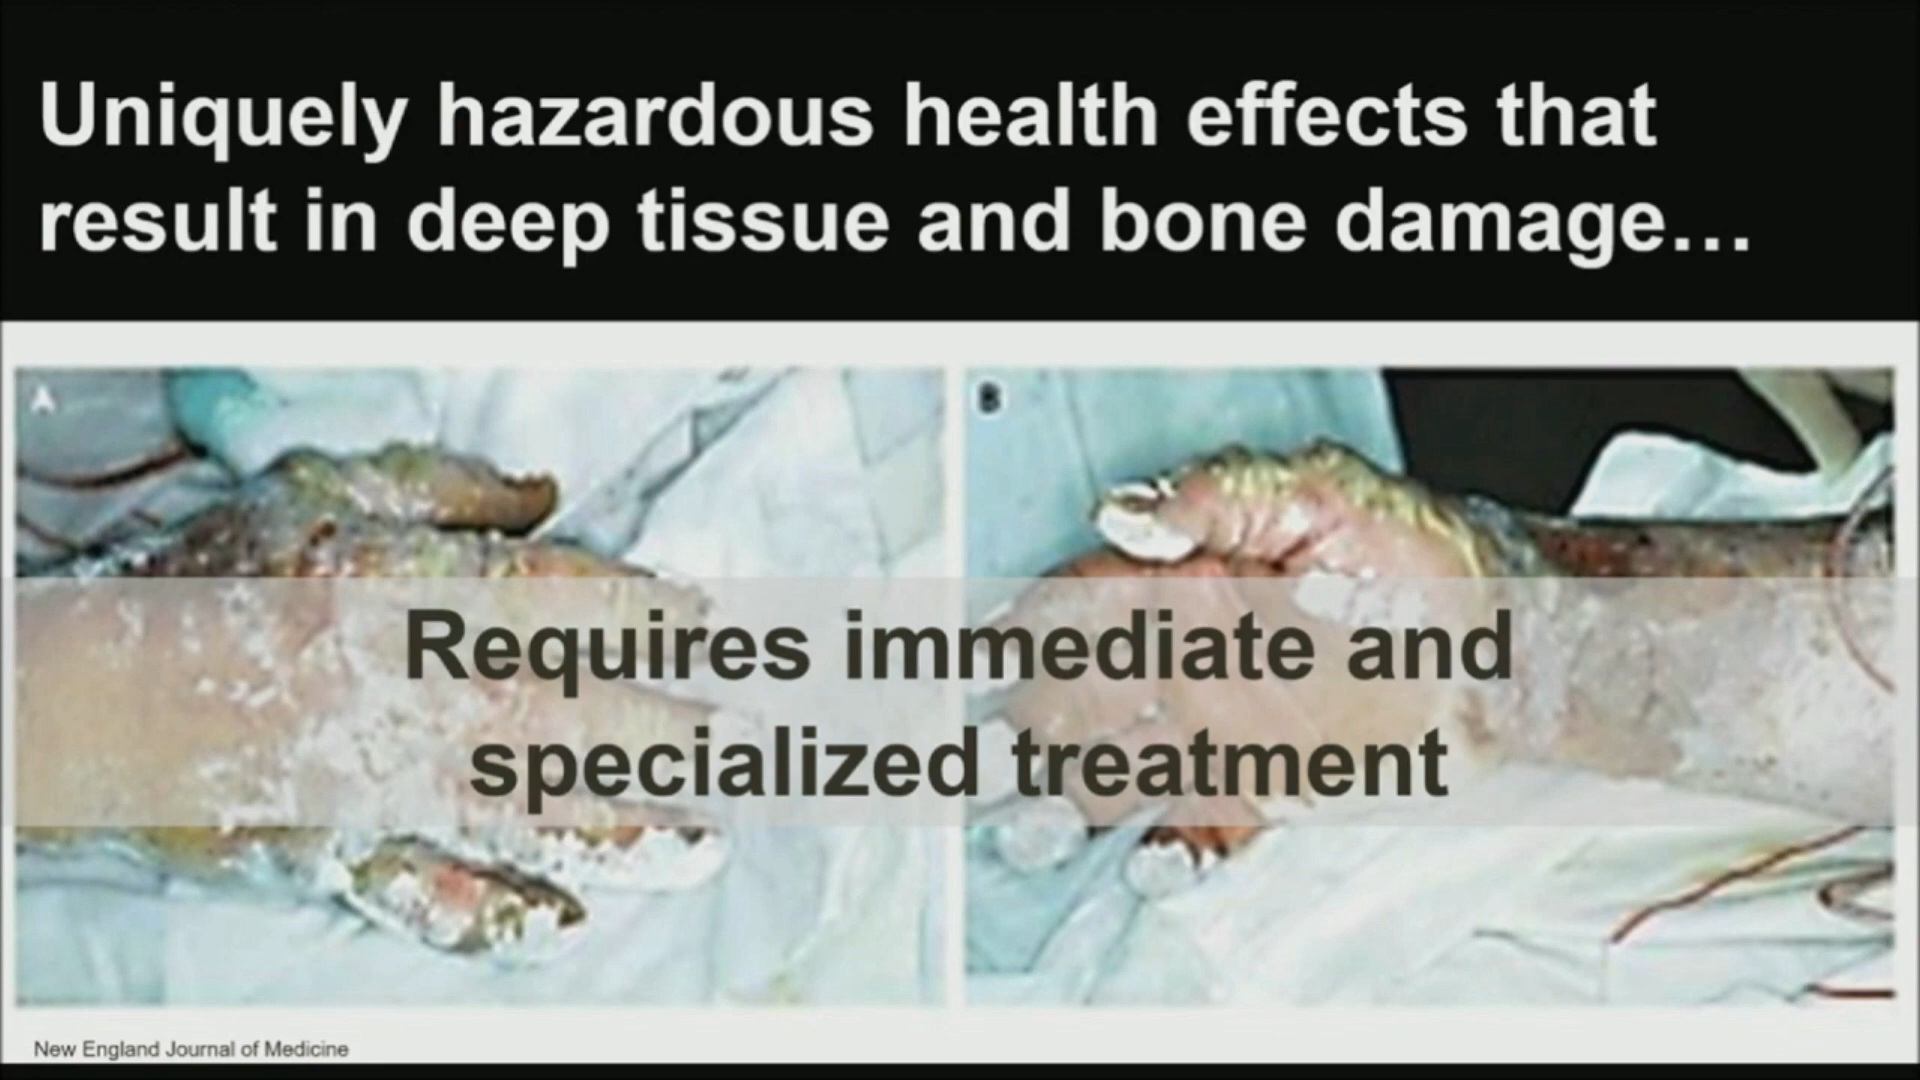 Uniquely hazardous health effects that
result in deep tissue and bone damage...
A
B
Requires immediate and
specialized treatment
New England Journal of Medicine